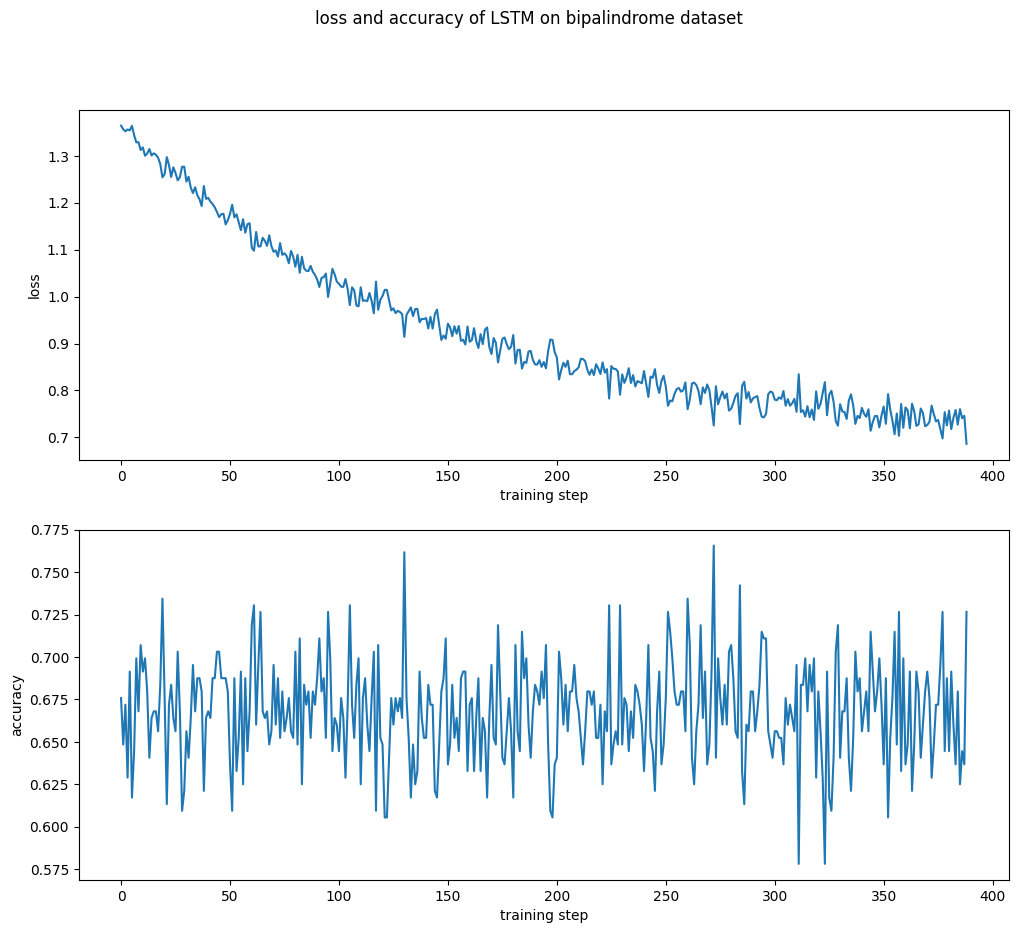 loss and accuracy of LSTM on bipalindrome dataset
1.3
1.2
1.1
1.0
0.9
0.8
0.7
loss
0 50 100 150 200 250 300 350 400
training step
0.775
0.750
0.725
0.700
0.675
0.650
0.625
0.600
0.575
accuracy
0 50 100 150 200 250 300 350 400
training step